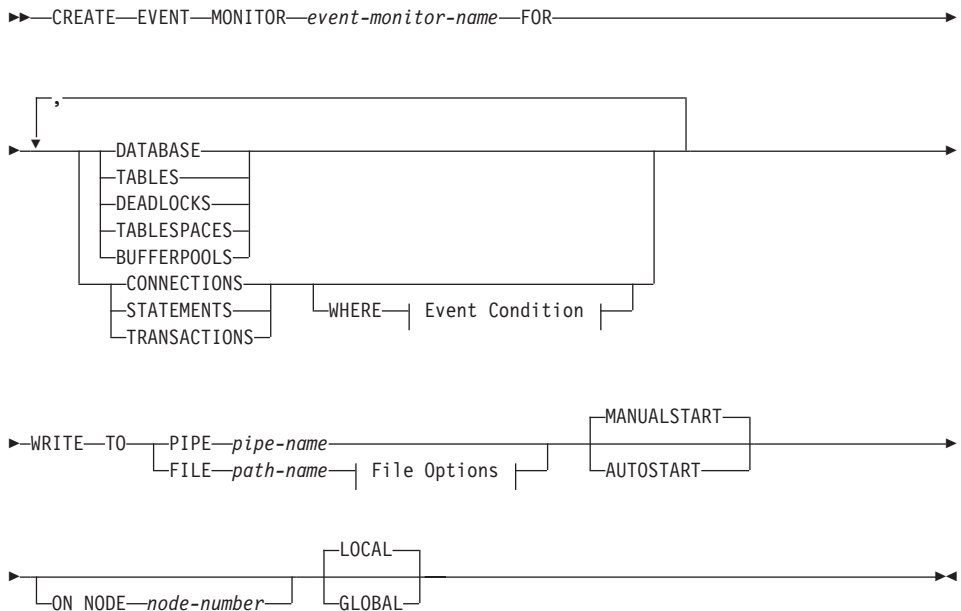 CREATE EVENT MONITOR event-monitor-name FOR
,
DATABASE
TABLES
DEADLOCKS
TABLESPACES
BUFFERPOOLS
CONNECTIONS
STATEMENTS WHERE Event Condition
TRANSACTIONS
MANUALSTART
WRITE TO PIPE pipe-name
FILE path-name File Options AUTOSTART
LOCAL
ON NODE node-number GLOBAL